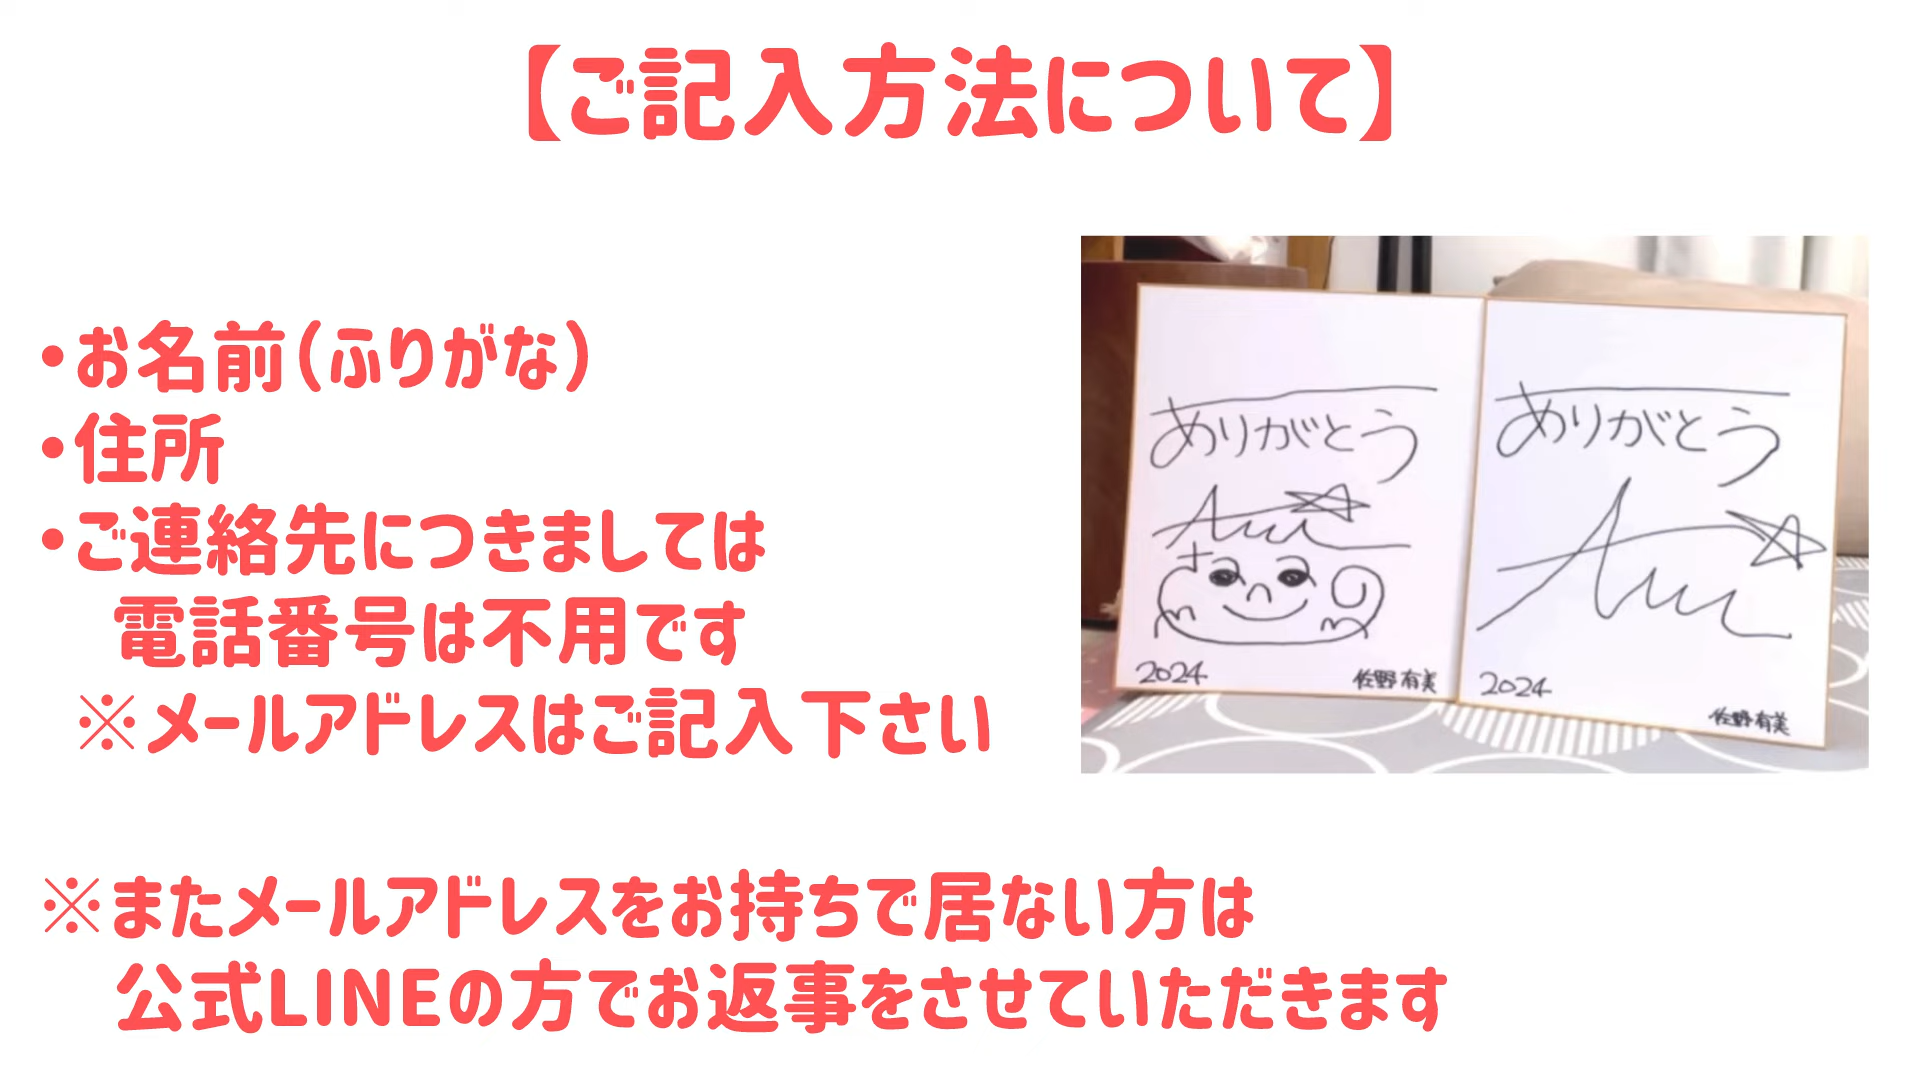 【ご記入方法について】
・お名前(ふりがな)
・住所
・ご連絡先につきましては
電話番号は不用です
※メールアドレスはご記入下さい
ありがとう
Ami
2024
佐野有美
ありがとう
Ami
2024
佐野有美
※またメールアドレスをお持ちで居ない方は
公式LINEの方でお返事をさせていただきます